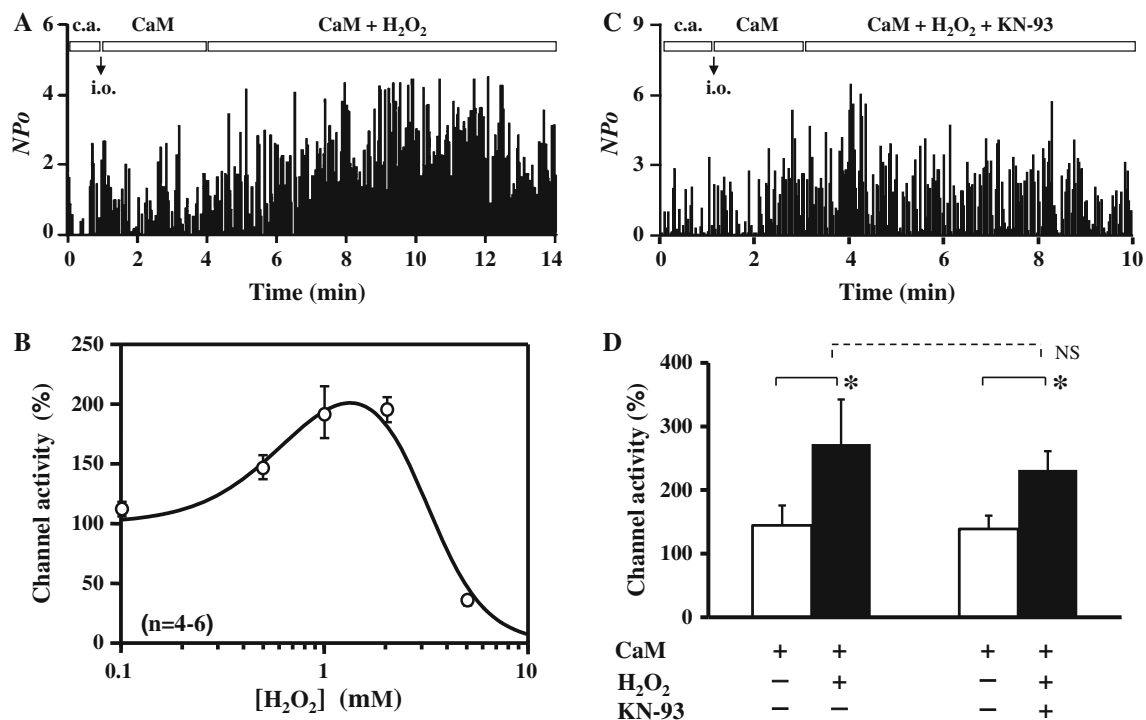 A
c.a. CaM CaM + H₂O₂
i.o.
NPo
6
4
2
0
0 2 4 6 8 10 12 14
Time (min)
C
c.a. CaM CaM + H₂O₂ + KN-93
i.o.
NPo
9
6
3
0
0 2 4 6 8 10
Time (min)
B
Channel activity (%)
250
200
150
100
50
0
(n=4-6)
0.1 1 10
[H₂O₂] (mM)
D
NS
* *
Channel activity (%)
400
300
200
100
0
CaM + + + +
H₂O₂ − + − +
KN-93 − − − +